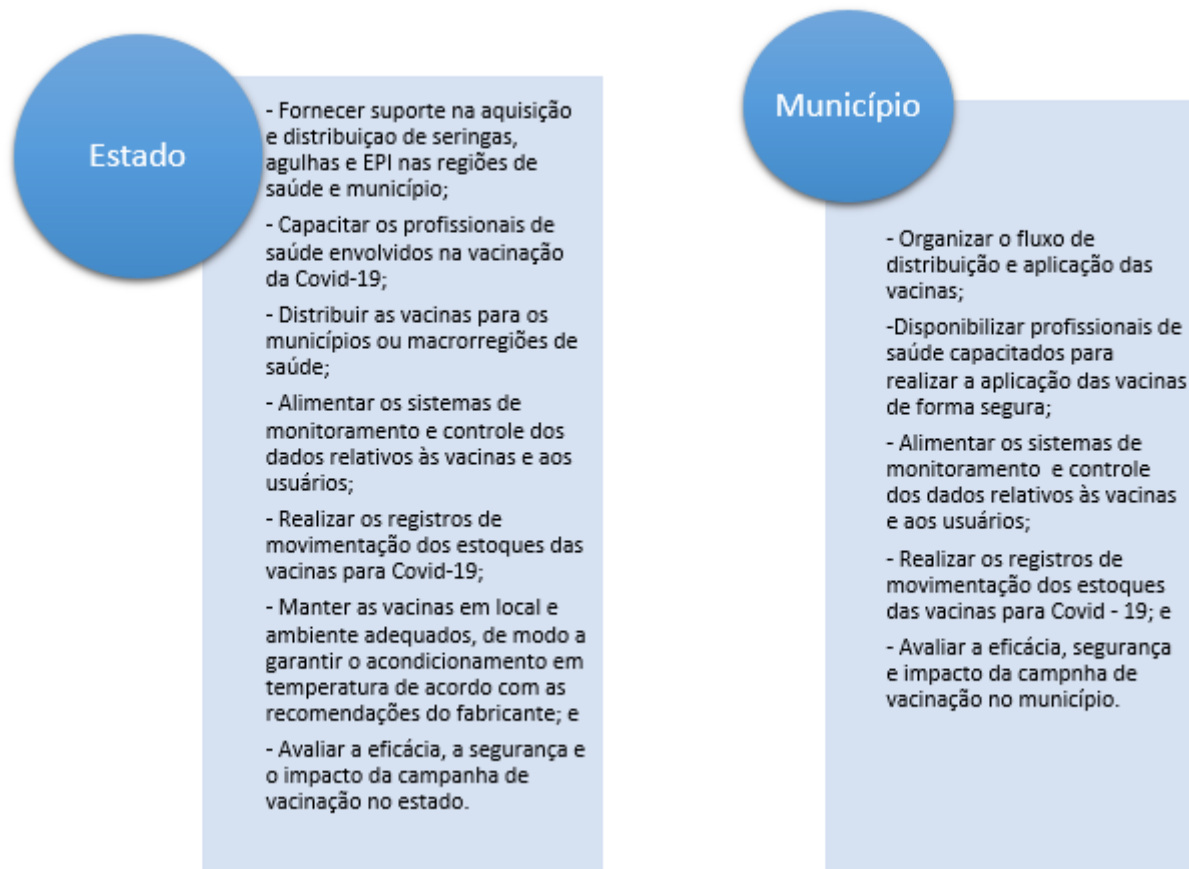 Estado
- Fornecer suporte na aquisição
e distribuiçao de seringas,
agulhas e EPI nas regiões de
saúde e município;
- Capacitar os profissionais de
saúde envolvidos na vacinação
da Covid-19;
- Distribuir as vacinas para os
municípios ou macrorregiões de
saúde;
- Alimentar os sistemas de
monitoramento e controle dos
dados relativos às vacinas e aos
usuários;
- Realizar os registros de
movimentação dos estoques das
vacinas para Covid-19;
- Manter as vacinas em local e
ambiente adequados, de modo a
garantir o acondicionamento em
temperatura de acordo com as
recomendações do fabricante; e
- Avaliar a eficácia, a segurança e
o impacto da campanha de
vacinação no estado.
Município
- Organizar o fluxo de
distribuição e aplicação das
vacinas;
-Disponibilizar profissionais de
saúde capacitados para
realizar a aplicação das vacinas
de forma segura;
- Alimentar os sistemas de
monitoramento e controle
dos dados relativos às vacinas
e aos usuários;
- Realizar os registros de
movimentação dos estoques
das vacinas para Covid - 19; e
- Avaliar a eficácia, segurança
e impacto da campnha de
vacinação no município.